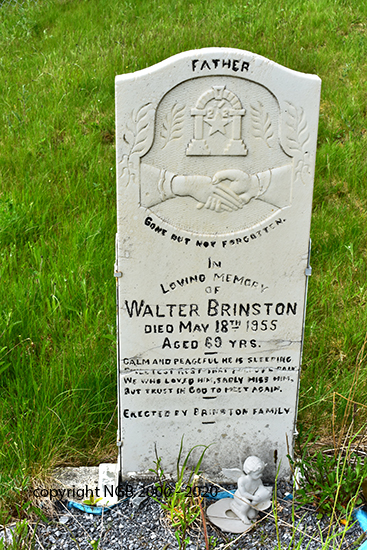 FATHER
GONE BUT NOT FORGOTTEN.
IN
LOVING MEMORY
OF
WALTER BRINSTON
DIED MAY 18TH 1955
AGED 69 YRS.
CALM AND PEACEFUL HE IS SLEEPING
WE WHO LOVED HIM, SADLY MISS HIM,
BUT TRUST IN GOD TO MEET AGAIN.
ERECTED BY BRINSTON FAMILY
copyright © NGB 2000 - 2020